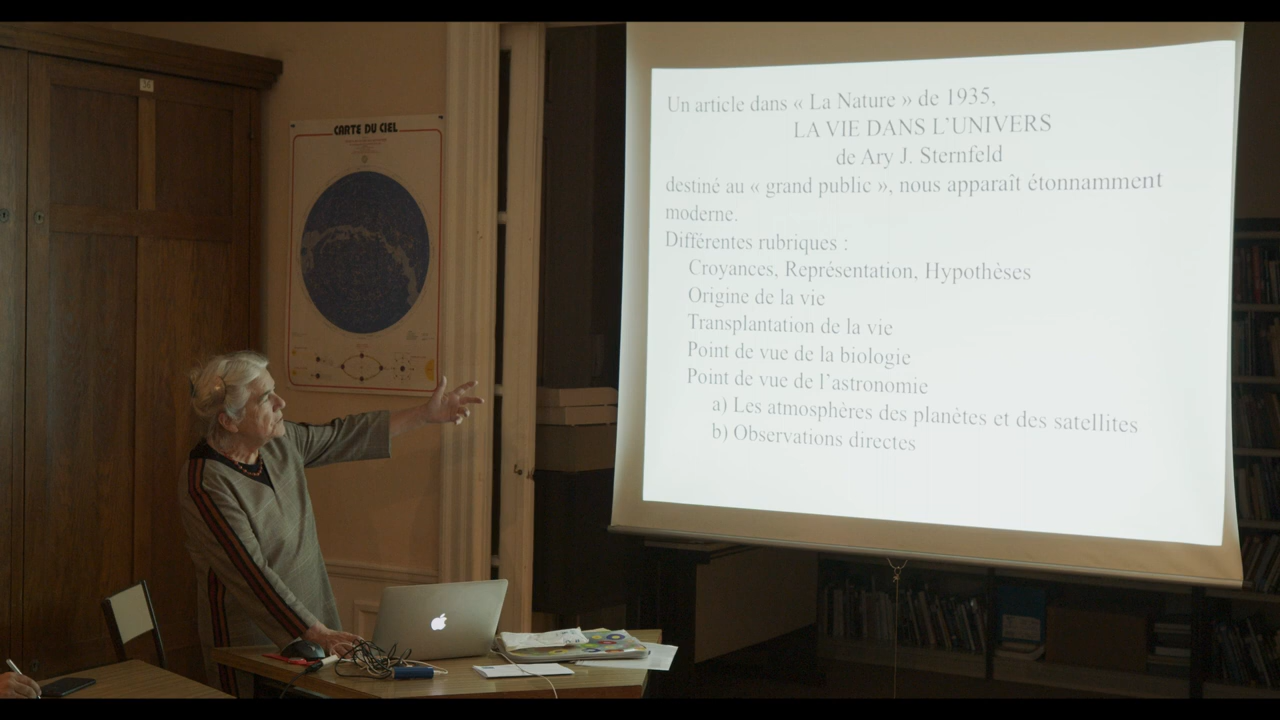 CARTE DU CIEL
Un article dans « La Nature » de 1935,
LA VIE DANS L'UNIVERS
de Ary J. Sternfeld
destiné au « grand public », nous apparaît étonnamment
moderne.
Différentes rubriques :
Croyances, Représentation, Hypothèses
Origine de la vie
Transplantation de la vie
Point de vue de la biologie
Point de vue de l'astronomie
a) Les atmosphères des planètes et des satellites
b) Observations directes